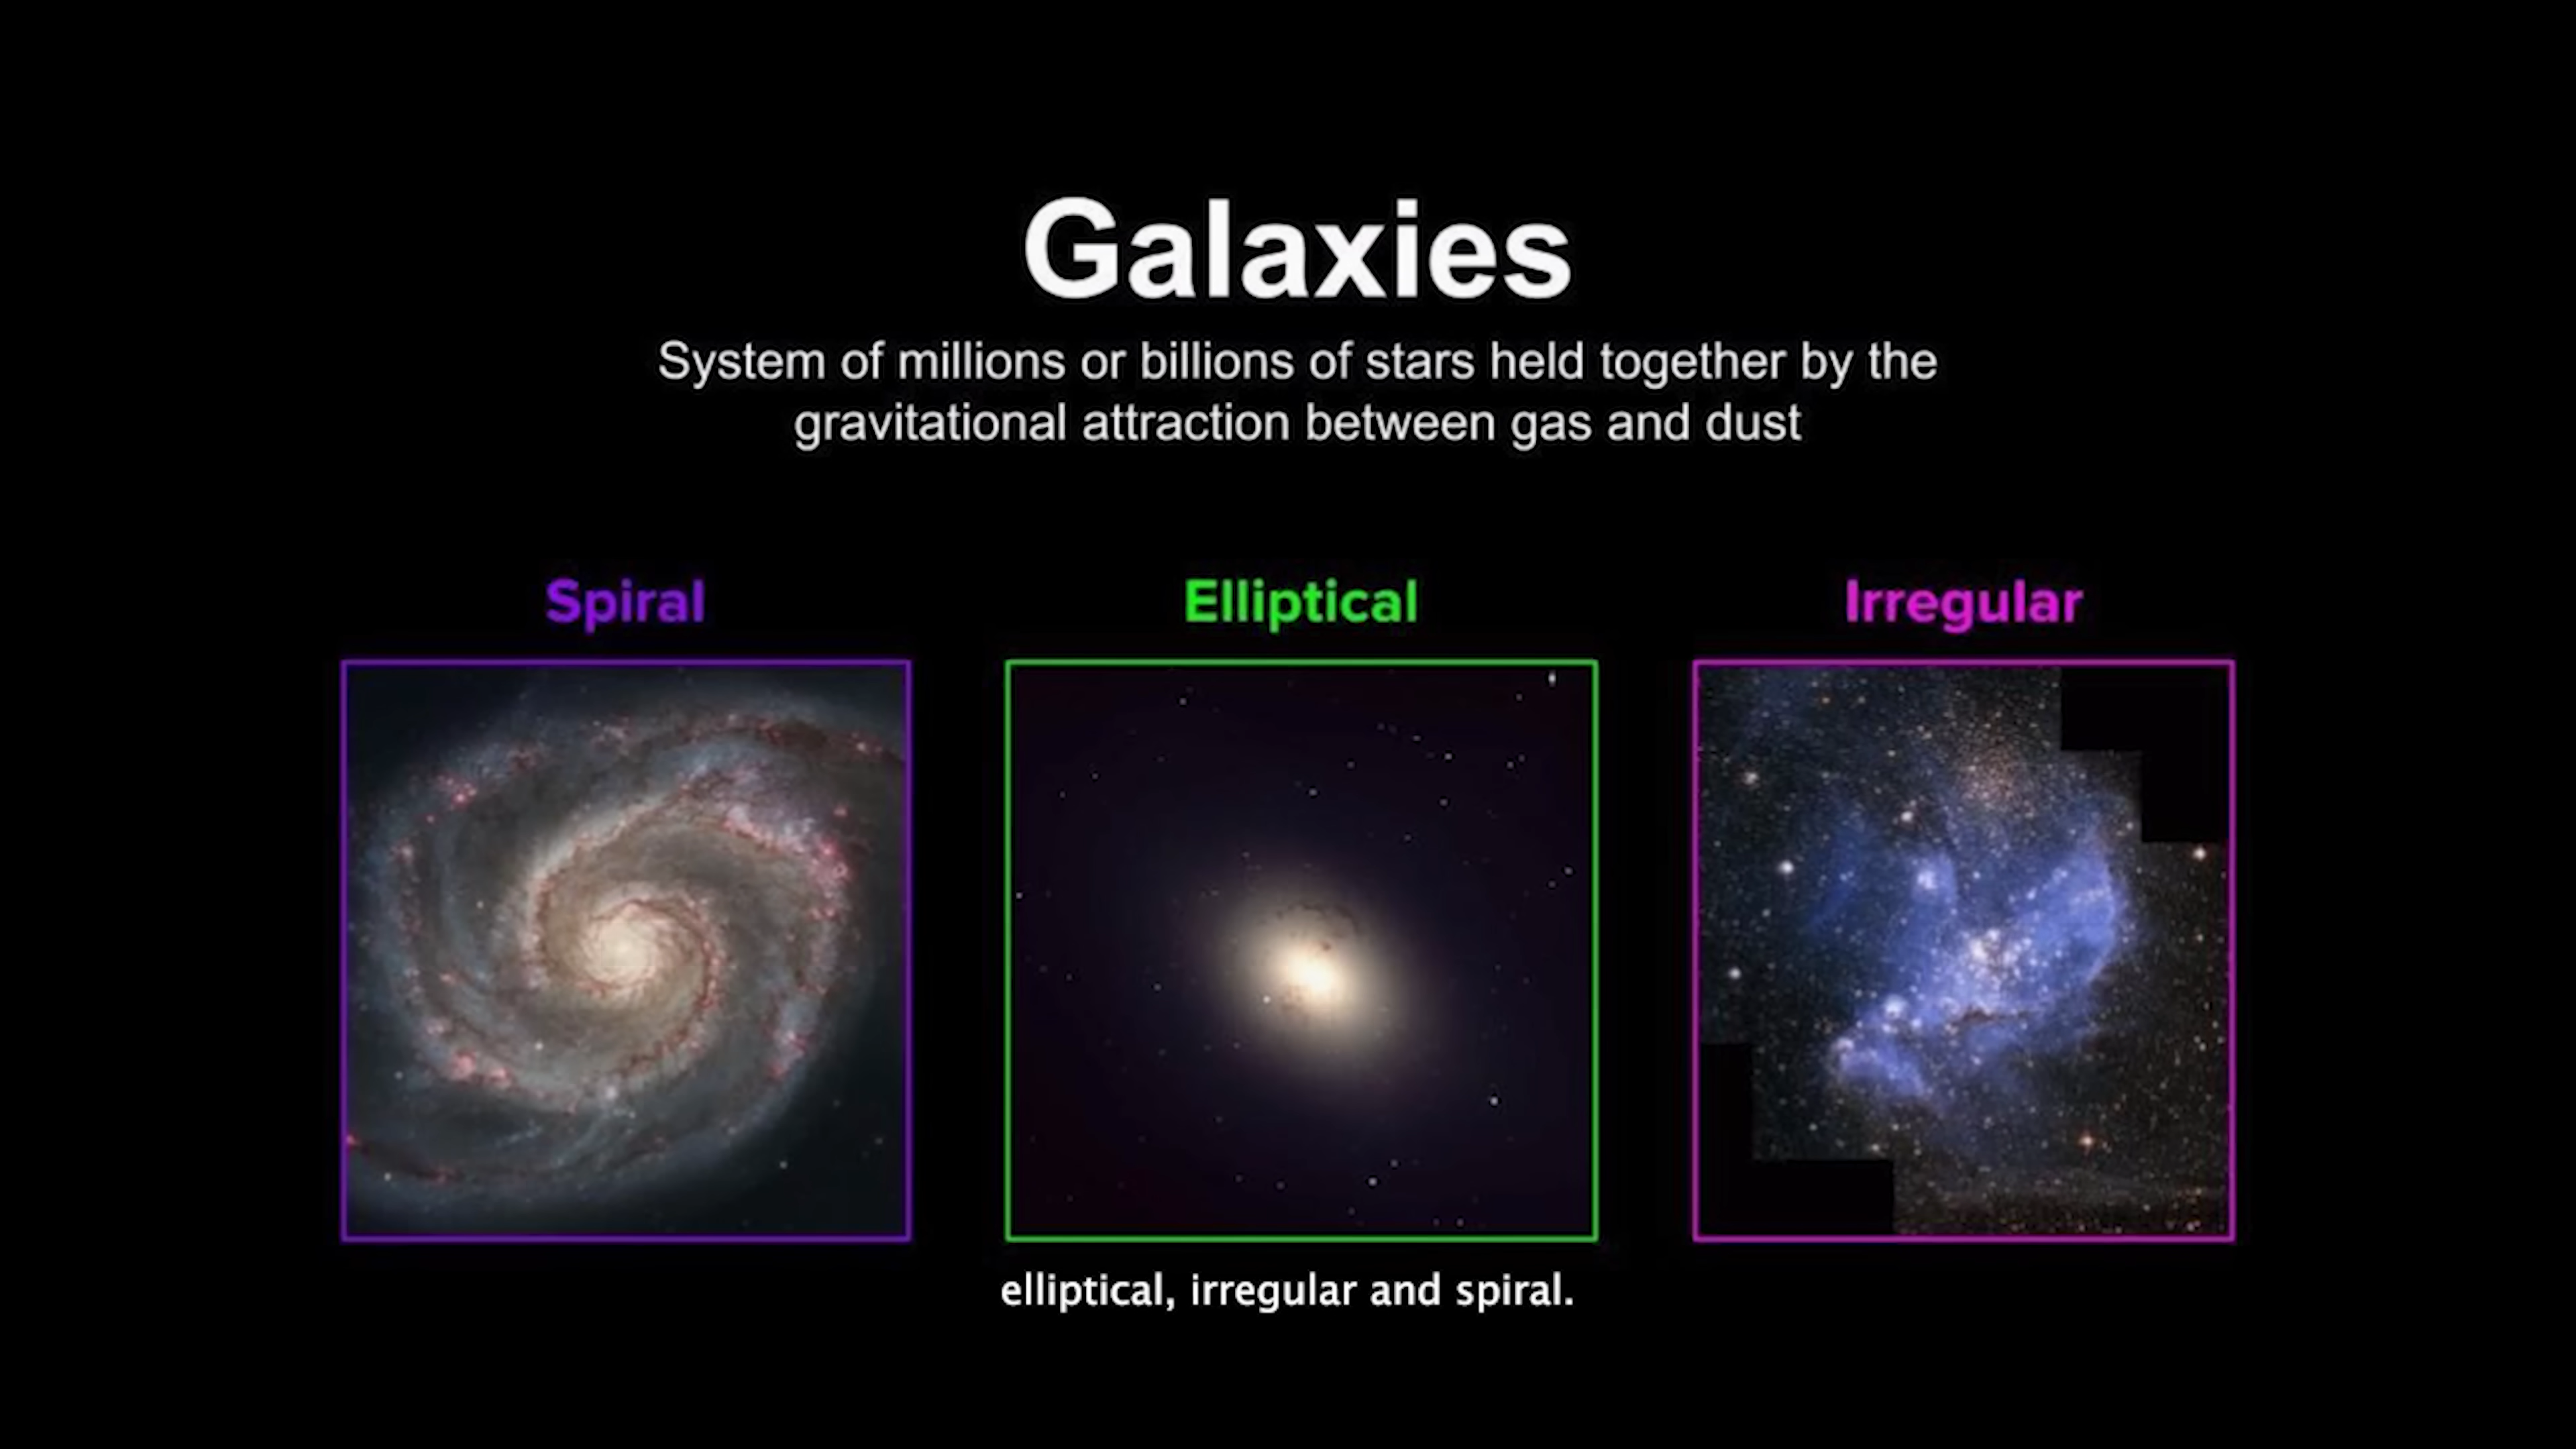 Galaxies
System of millions or billions of stars held together by the
gravitational attraction between gas and dust
Spiral
Elliptical
Irregular
elliptical, irregular and spiral.